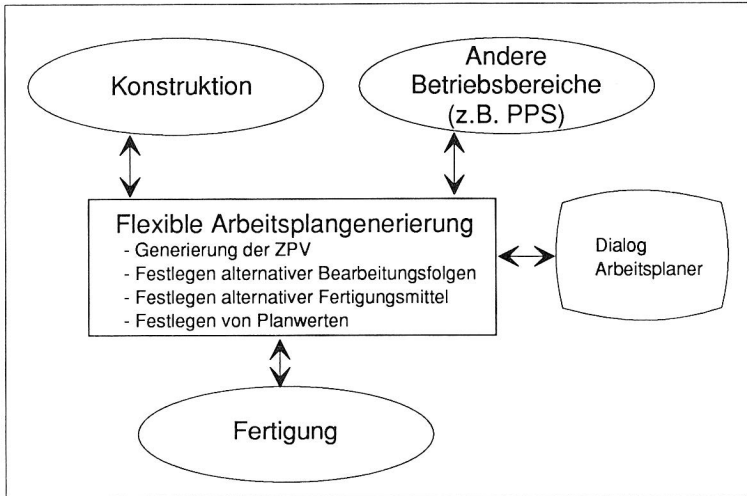 Konstruktion
Andere
Betriebsbereiche
(z.B. PPS)
Flexible Arbeitsplangenerierung
- Generierung der ZPV
- Festlegen alternativer Bearbeitungsfolgen
- Festlegen alternativer Fertigungsmittel
- Festlegen von Planwerten
Dialog
Arbeitsplaner
Fertigung